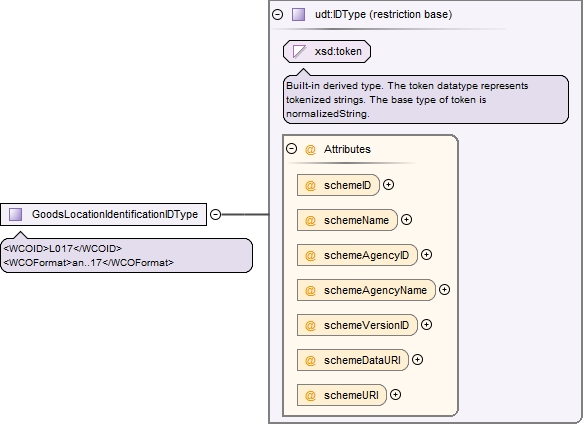 udt:IDType (restriction base)
xsd:token
Built-in derived type. The token datatype represents
tokenized strings. The base type of token is
normalizedString.
@ Attributes
@ schemeID
@ schemeName
@ schemeAgencyID
@ schemeAgencyName
@ schemeVersionID
@ schemeDataURI
@ schemeURI
GoodsLocationIdentificationIDType
<WCOID>L017</WCOID>
<WCOFormat>an..17</WCOFormat>